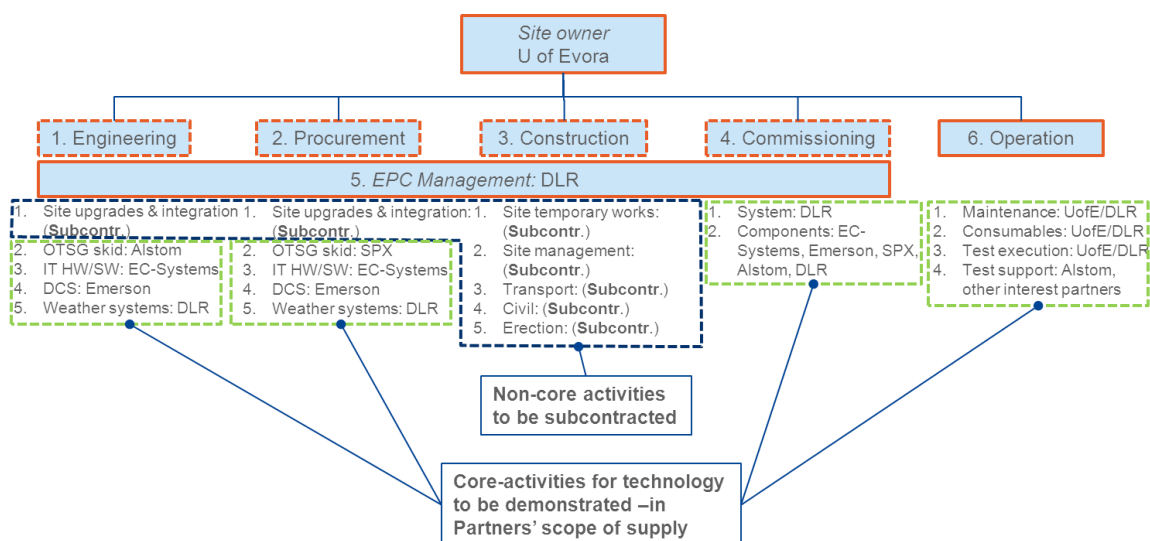 Site owner
U of Evora
1. Engineering
2. Procurement
3. Construction
4. Commissioning
6. Operation
5. EPC Management: DLR
1. Site upgrades & integration
(Subcontr.)
2. OTSG skid: Alstom
3. IT HW/SW: EC-Systems
4. DCS: Emerson
5. Weather systems: DLR
1. Site upgrades & integration:
(Subcontr.)
2. OTSG skid: SPX
3. IT HW/SW: EC-Systems
4. DCS: Emerson
5. Weather systems: DLR
1. Site temporary works:
(Subcontr.)
2. Site management:
(Subcontr.)
3. Transport: (Subcontr.)
4. Civil: (Subcontr.)
5. Erection: (Subcontr.)
1. System: DLR
2. Components: EC-
Systems, Emerson, SPX,
Alstom, DLR
1. Maintenance: UofE/DLR
2. Consumables: UofE/DLR
3. Test execution: UofE/DLR
4. Test support: Alstom,
other interest partners
Non-core activities
to be subcontracted
Core-activities for technology
to be demonstrated –in
Partners’ scope of supply